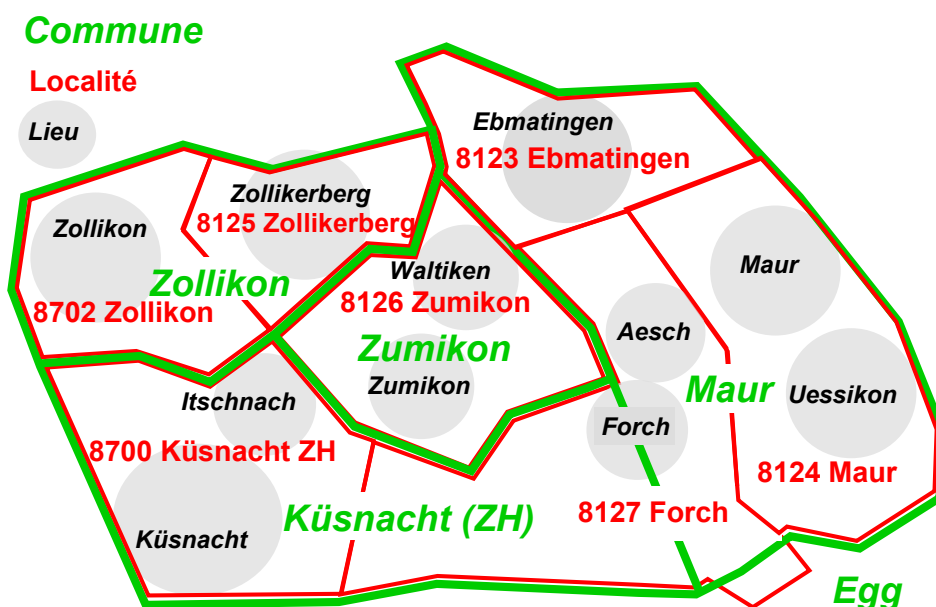 Commune
Localité
Lieu
Ebmatingen
8123 Ebmatingen
Zollikerberg
8125 Zollikerberg
Zollikon
Zollikon
8702 Zollikon
Waltiken
8126 Zumikon
Zumikon
Zumikon
Maur
Aesch
Maur
Uessikon
Itschnach
8700 Küsnacht ZH
Forch
8124 Maur
Küsnacht (ZH)
8127 Forch
Küsnacht
Egg